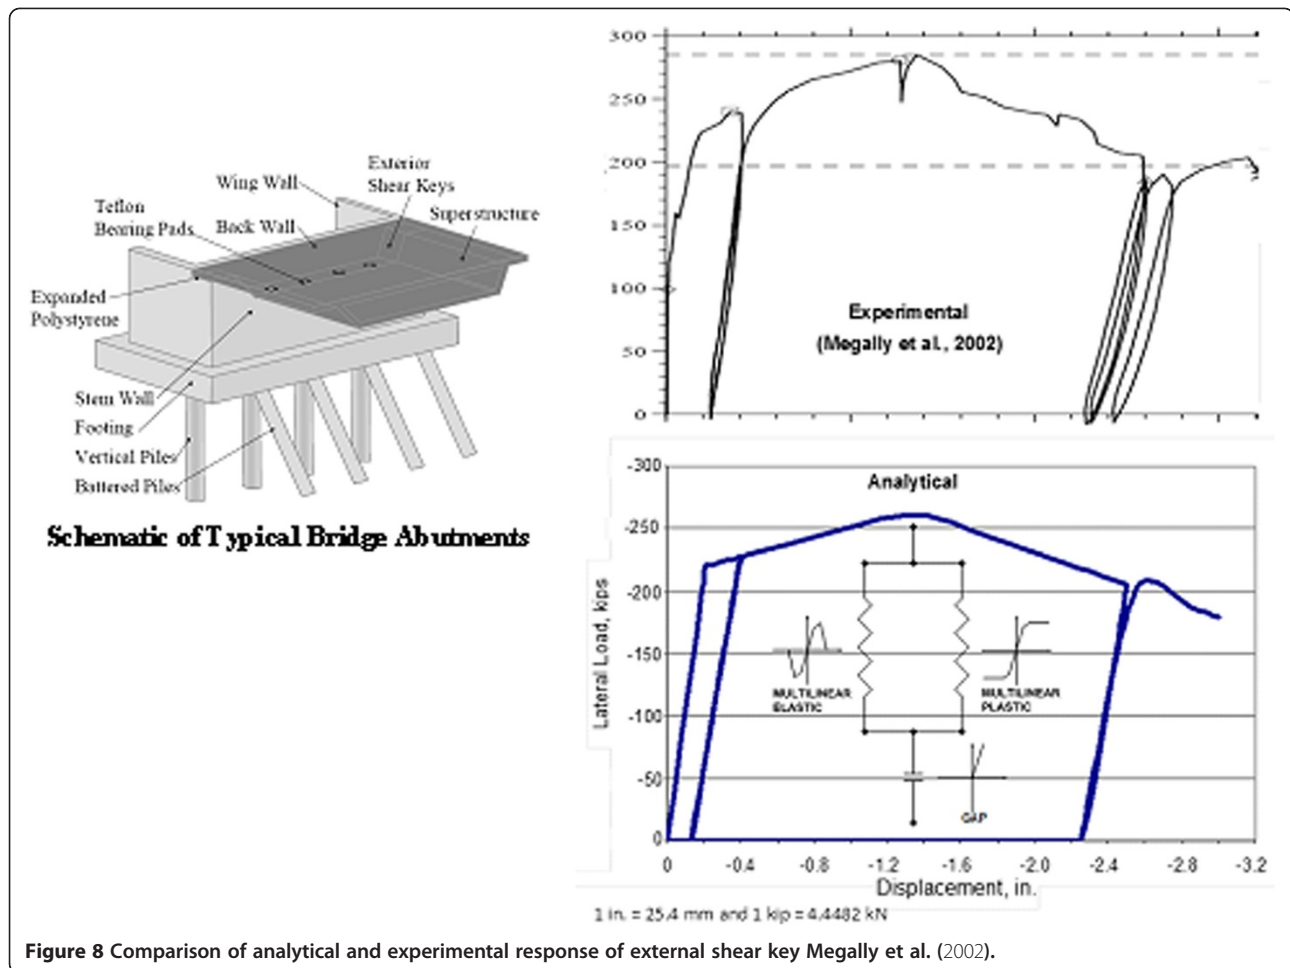 Wing Wall
Exterior
Shear Keys
Teflon
Bearing Pads
Back Wall
Superstructure
Expanded
Polystyrene
Stem Wall
Footing
Vertical Piles
Battered Piles
Schematic of Typical Bridge Abutments
300
250
200
150
100
50
0
Experimental
(Megally et al., 2002)
-300
-250
-200
-150
-100
-50
0
Lateral Load, kips
Analytical
MULTILINEAR
ELASTIC
MULTILINEAR
PLASTIC
GAP
0 -0.4 -0.8 -1.2 -1.6 -2.0 -2.4 -2.8 -3.2
Displacement, in.
1 in. = 25.4 mm and 1 kip = 4.4482 kN
Figure 8 Comparison of analytical and experimental response of external shear key Megally et al. (2002).